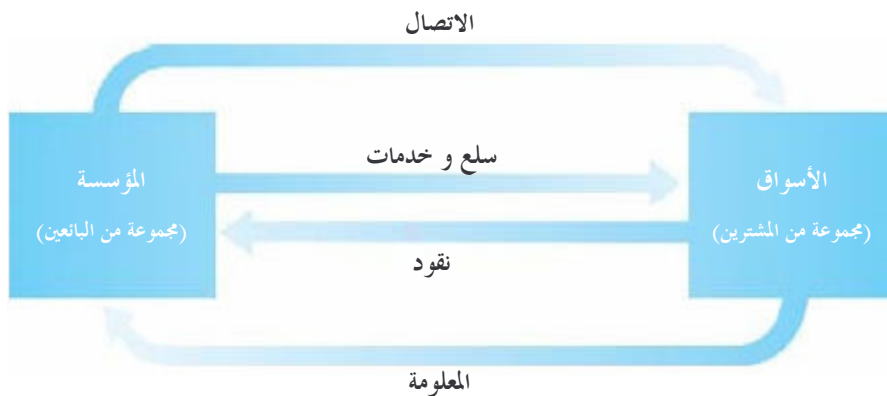 الاتصال
سلع و خدمات
الأسواق
(مجموعة من المشترين)
المؤسسة
(مجموعة من البائعين)
نقود
المعلومة